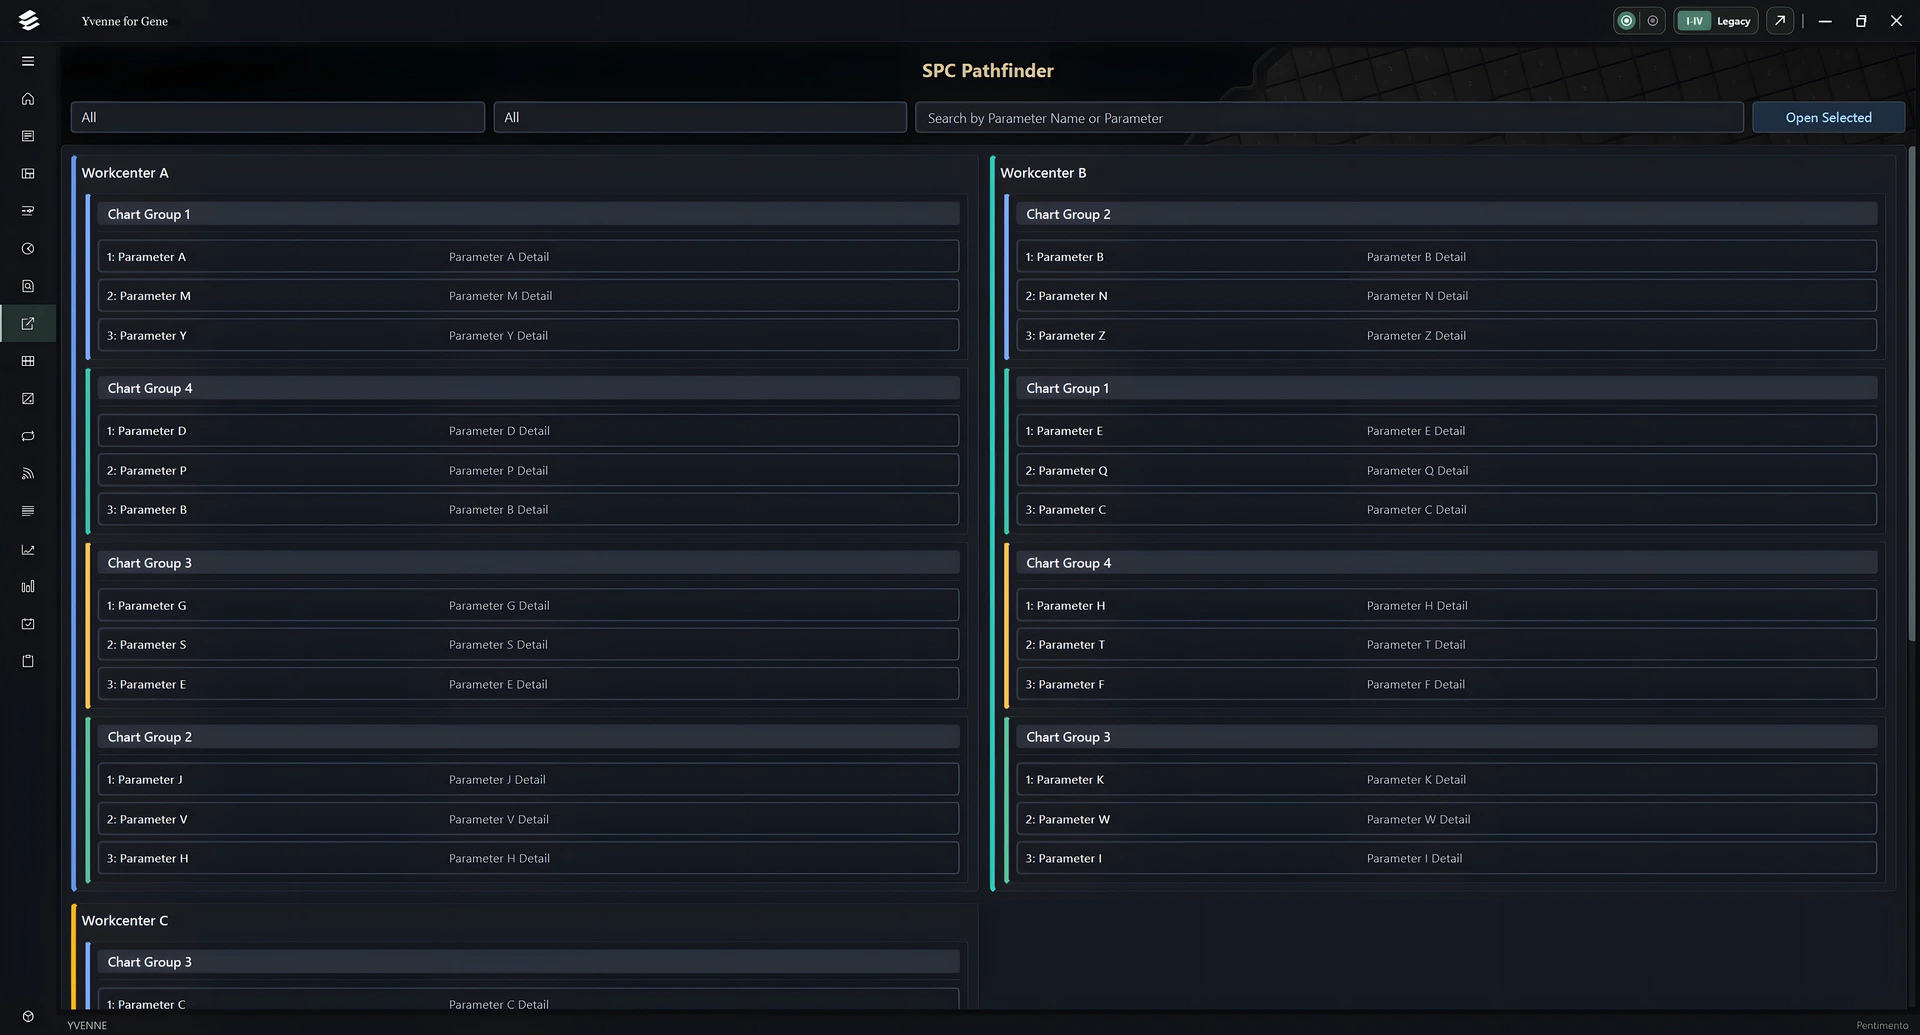 Yvenne for Gene
I-IV Legacy
SPC Pathfinder
All
All
Search by Parameter Name or Parameter
Open Selected
Workcenter A
Chart Group 1
1: Parameter A Parameter A Detail
2: Parameter M Parameter M Detail
3: Parameter Y Parameter Y Detail
Chart Group 4
1: Parameter D Parameter D Detail
2: Parameter P Parameter P Detail
3: Parameter B Parameter B Detail
Chart Group 3
1: Parameter G Parameter G Detail
2: Parameter S Parameter S Detail
3: Parameter E Parameter E Detail
Chart Group 2
1: Parameter J Parameter J Detail
2: Parameter V Parameter V Detail
3: Parameter H Parameter H Detail
Workcenter B
Chart Group 2
1: Parameter B Parameter B Detail
2: Parameter N Parameter N Detail
3: Parameter Z Parameter Z Detail
Chart Group 1
1: Parameter E Parameter E Detail
2: Parameter Q Parameter Q Detail
3: Parameter C Parameter C Detail
Chart Group 4
1: Parameter H Parameter H Detail
2: Parameter T Parameter T Detail
3: Parameter F Parameter F Detail
Chart Group 3
1: Parameter K Parameter K Detail
2: Parameter W Parameter W Detail
3: Parameter I Parameter I Detail
Workcenter C
Chart Group 3
1: Parameter C Parameter C Detail
YVENNE
Pentimento